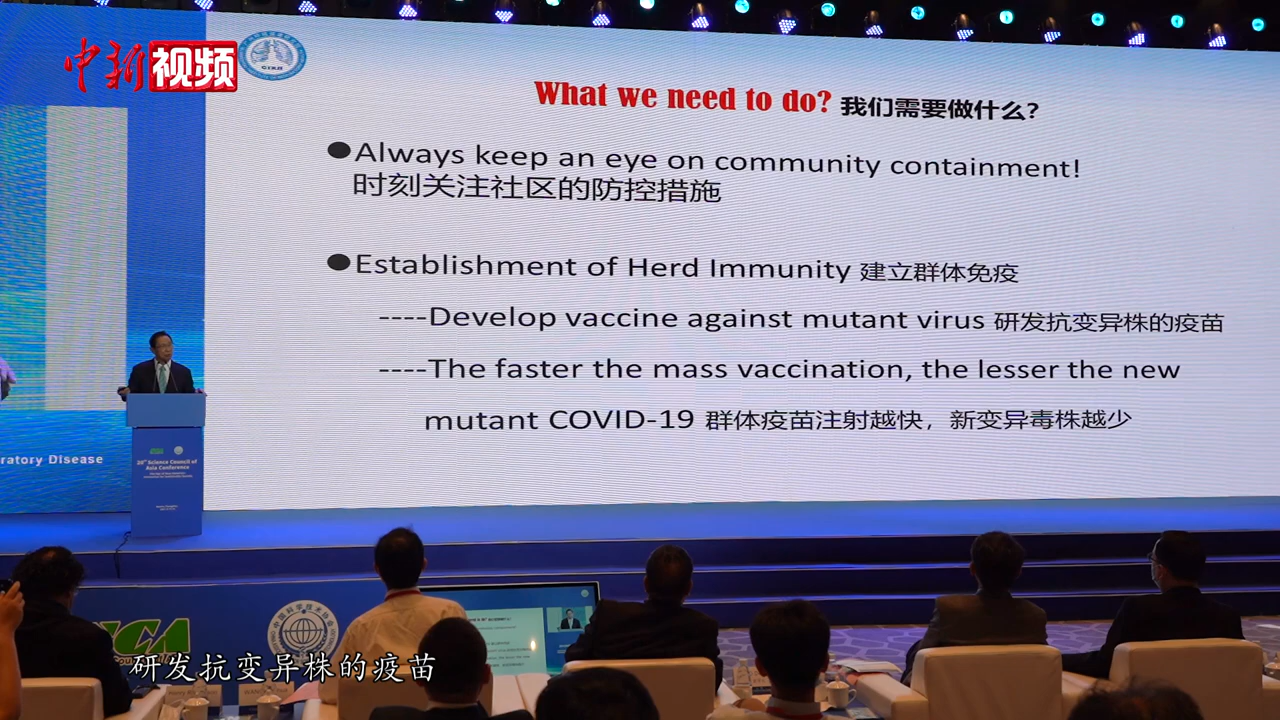 中新视频
What we need to do? 我们需要做什么?
●Always keep an eye on community containment!
时刻关注社区的防控措施
●Establishment of Herd Immunity 建立群体免疫
----Develop vaccine against mutant virus 研发抗变异株的疫苗
----The faster the mass vaccination, the lesser the new
mutant COVID-19 群体疫苗注射越快，新变异毒株越少
ratory Disease
20th Science Council of
Asia Conference
研发抗变异株的疫苗